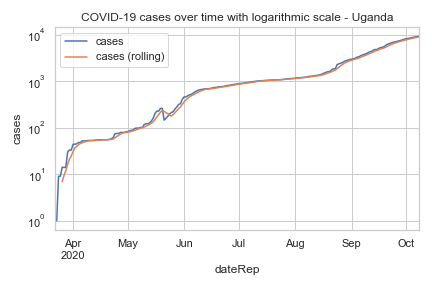 COVID-19 cases over time with logarithmic scale - Uganda
cases
cases (rolling)
10⁴
10³
10²
10¹
10⁰
cases
Apr
2020
May
Jun
Jul
Aug
Sep
Oct
dateRep